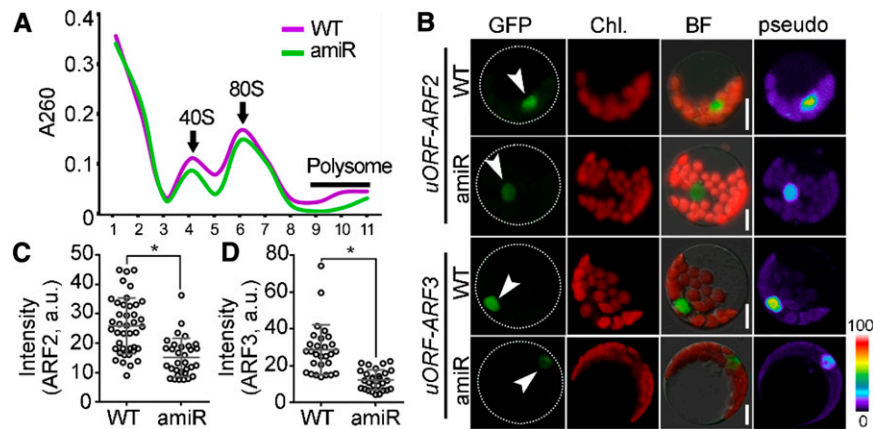 A
WT
amiR
0.4
0.3
0.2
0.1
0
A260
40S
80S
Polysome
1 2 3 4 5 6 7 8 9 10 11
B
GFP Chl. BF pseudo
uORF-ARF2
WT
amiR
uORF-ARF3
WT
amiR
100
0
C
*
50
40
30
20
10
0
Intensity
(ARF2, a.u.)
WT amiR
D
*
80
60
40
20
0
Intensity
(ARF3, a.u.)
WT amiR